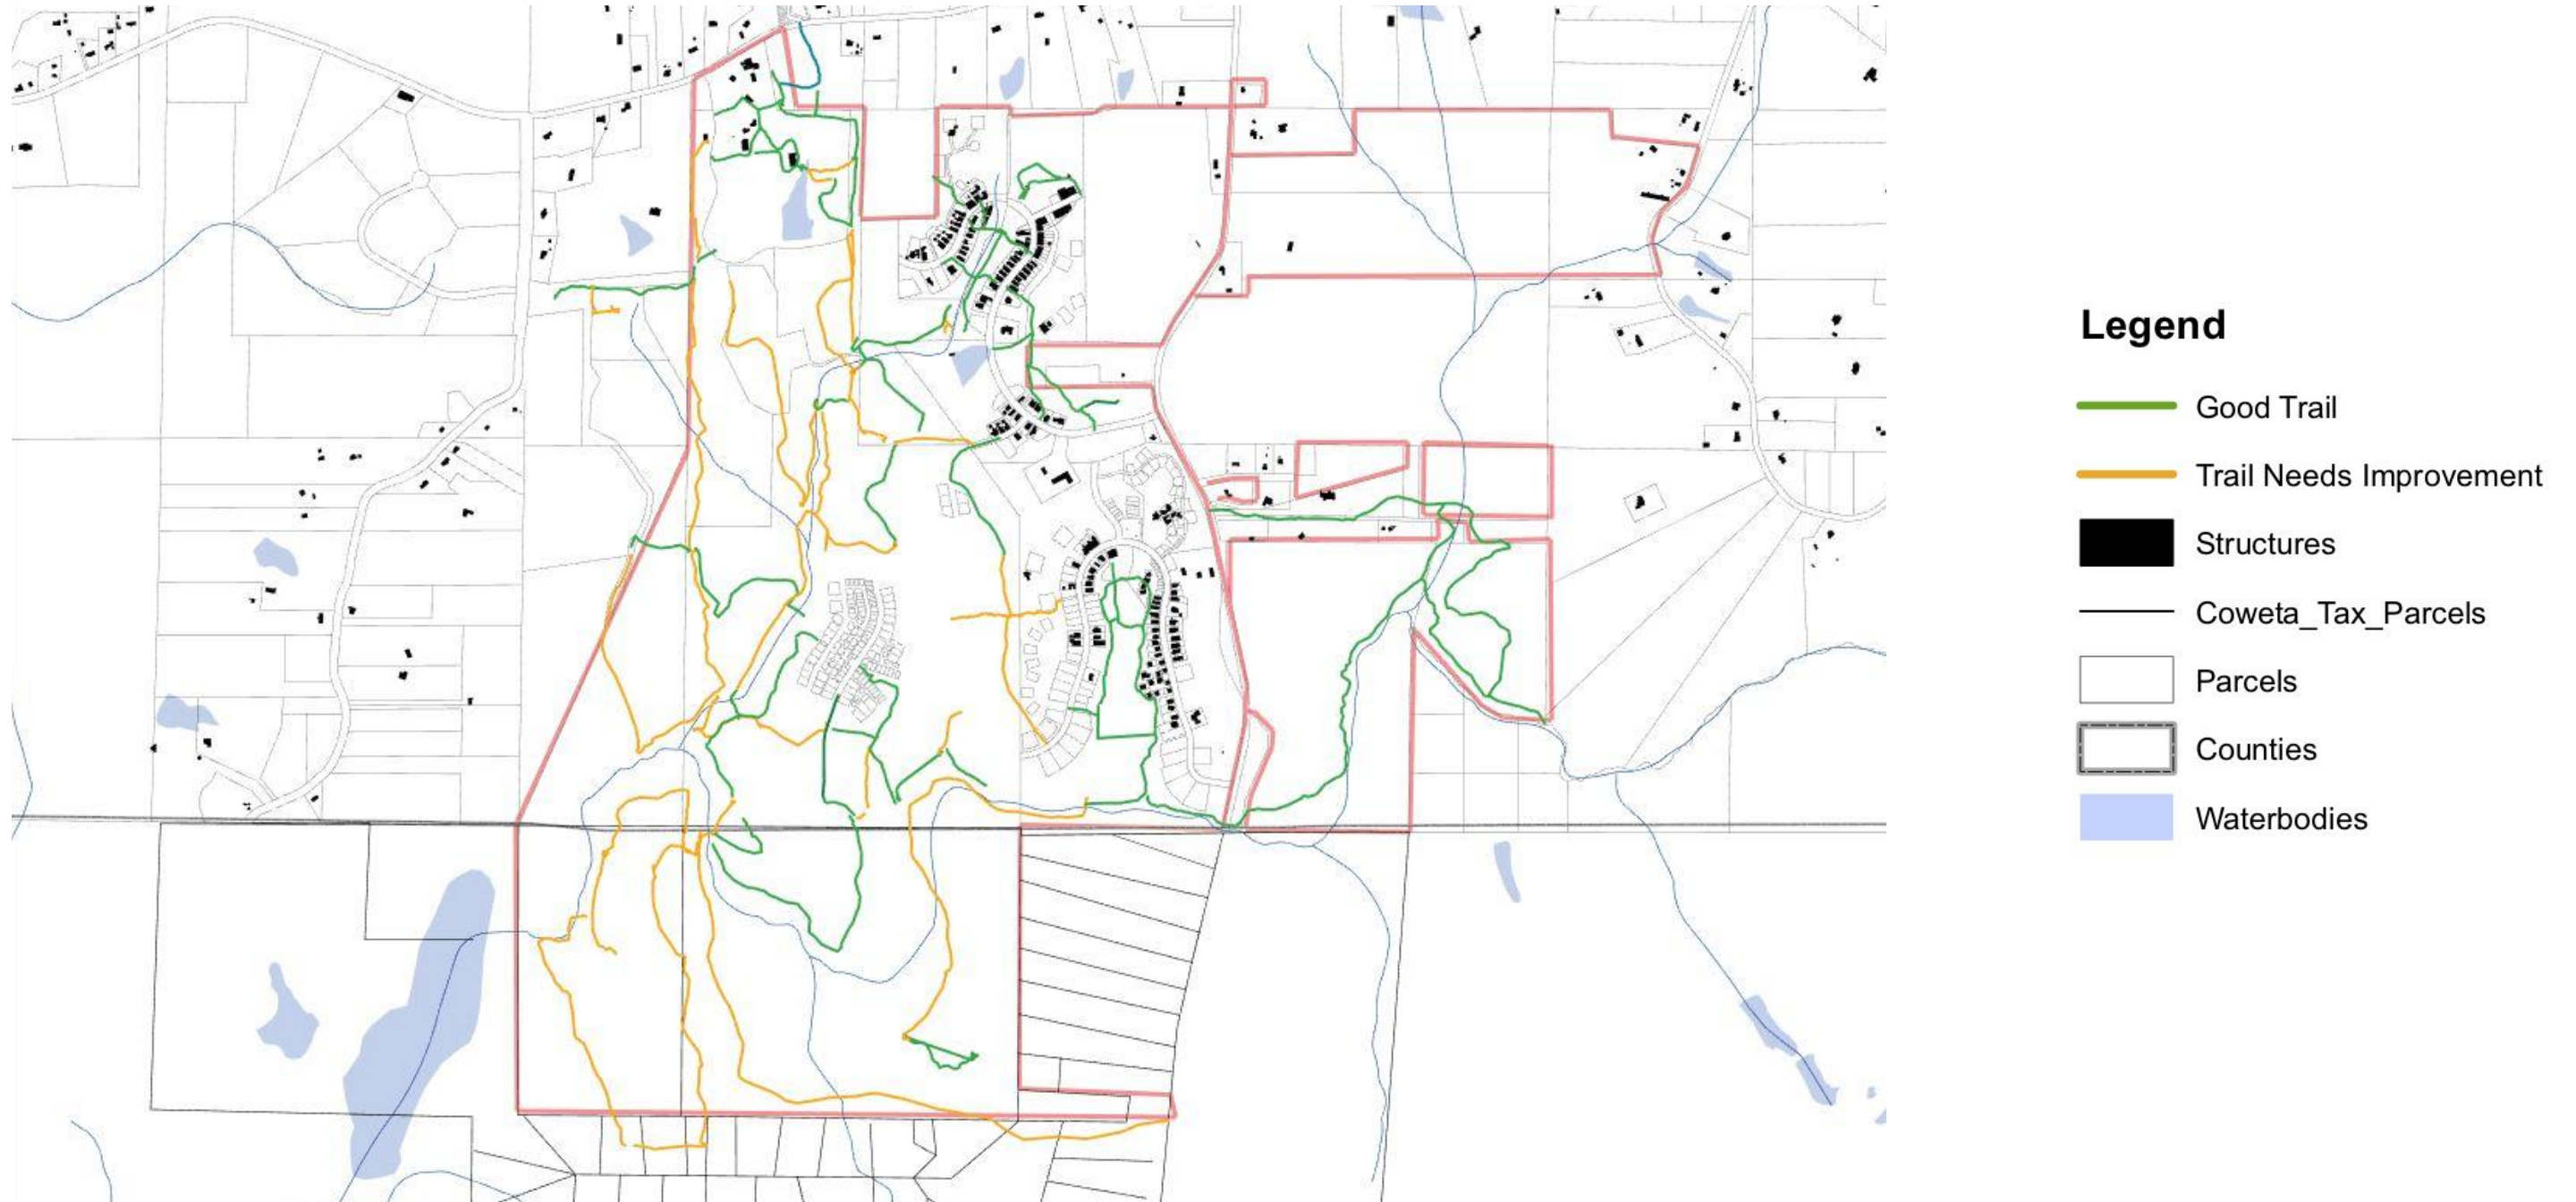 Legend
Good Trail
Trail Needs Improvement
Structures
Coweta_Tax_Parcels
Parcels
Counties
Waterbodies